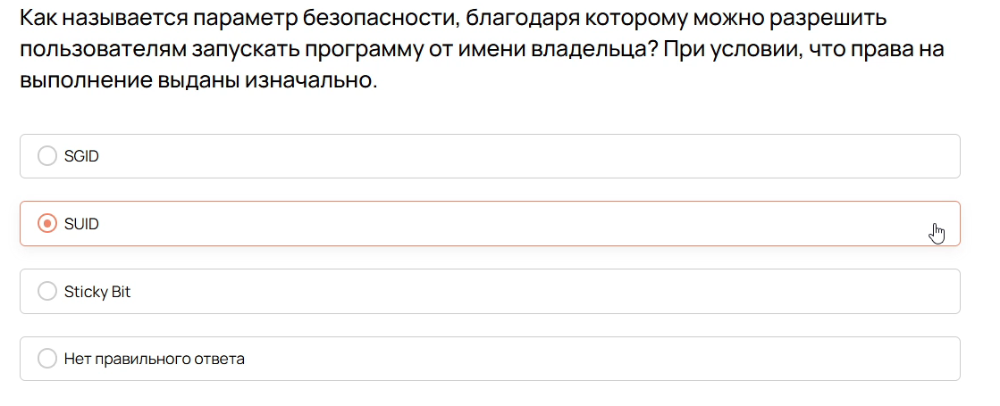 Как называется параметр безопасности, благодаря которому можно разрешить
пользователям запускать программу от имени владельца? При условии, что права на
выполнение выданы изначально.
SGID
SUID
Sticky Bit
Нет правильного ответа